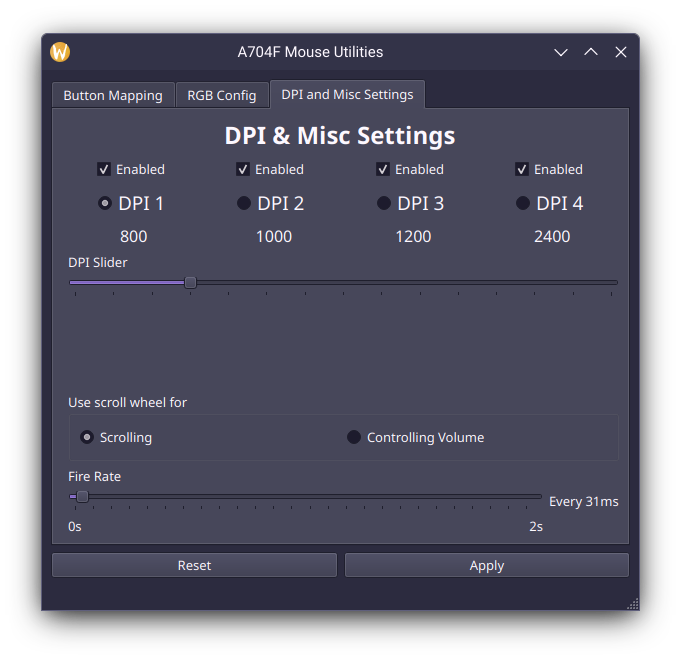 A704F Mouse Utilities
Button Mapping RGB Config DPI and Misc Settings
DPI & Misc Settings
Enabled Enabled Enabled Enabled
DPI 1 DPI 2 DPI 3 DPI 4
800 1000 1200 2400
DPI Slider
Use scroll wheel for
Scrolling Controlling Volume
Fire Rate
Every 31ms
0s 2s
Reset Apply